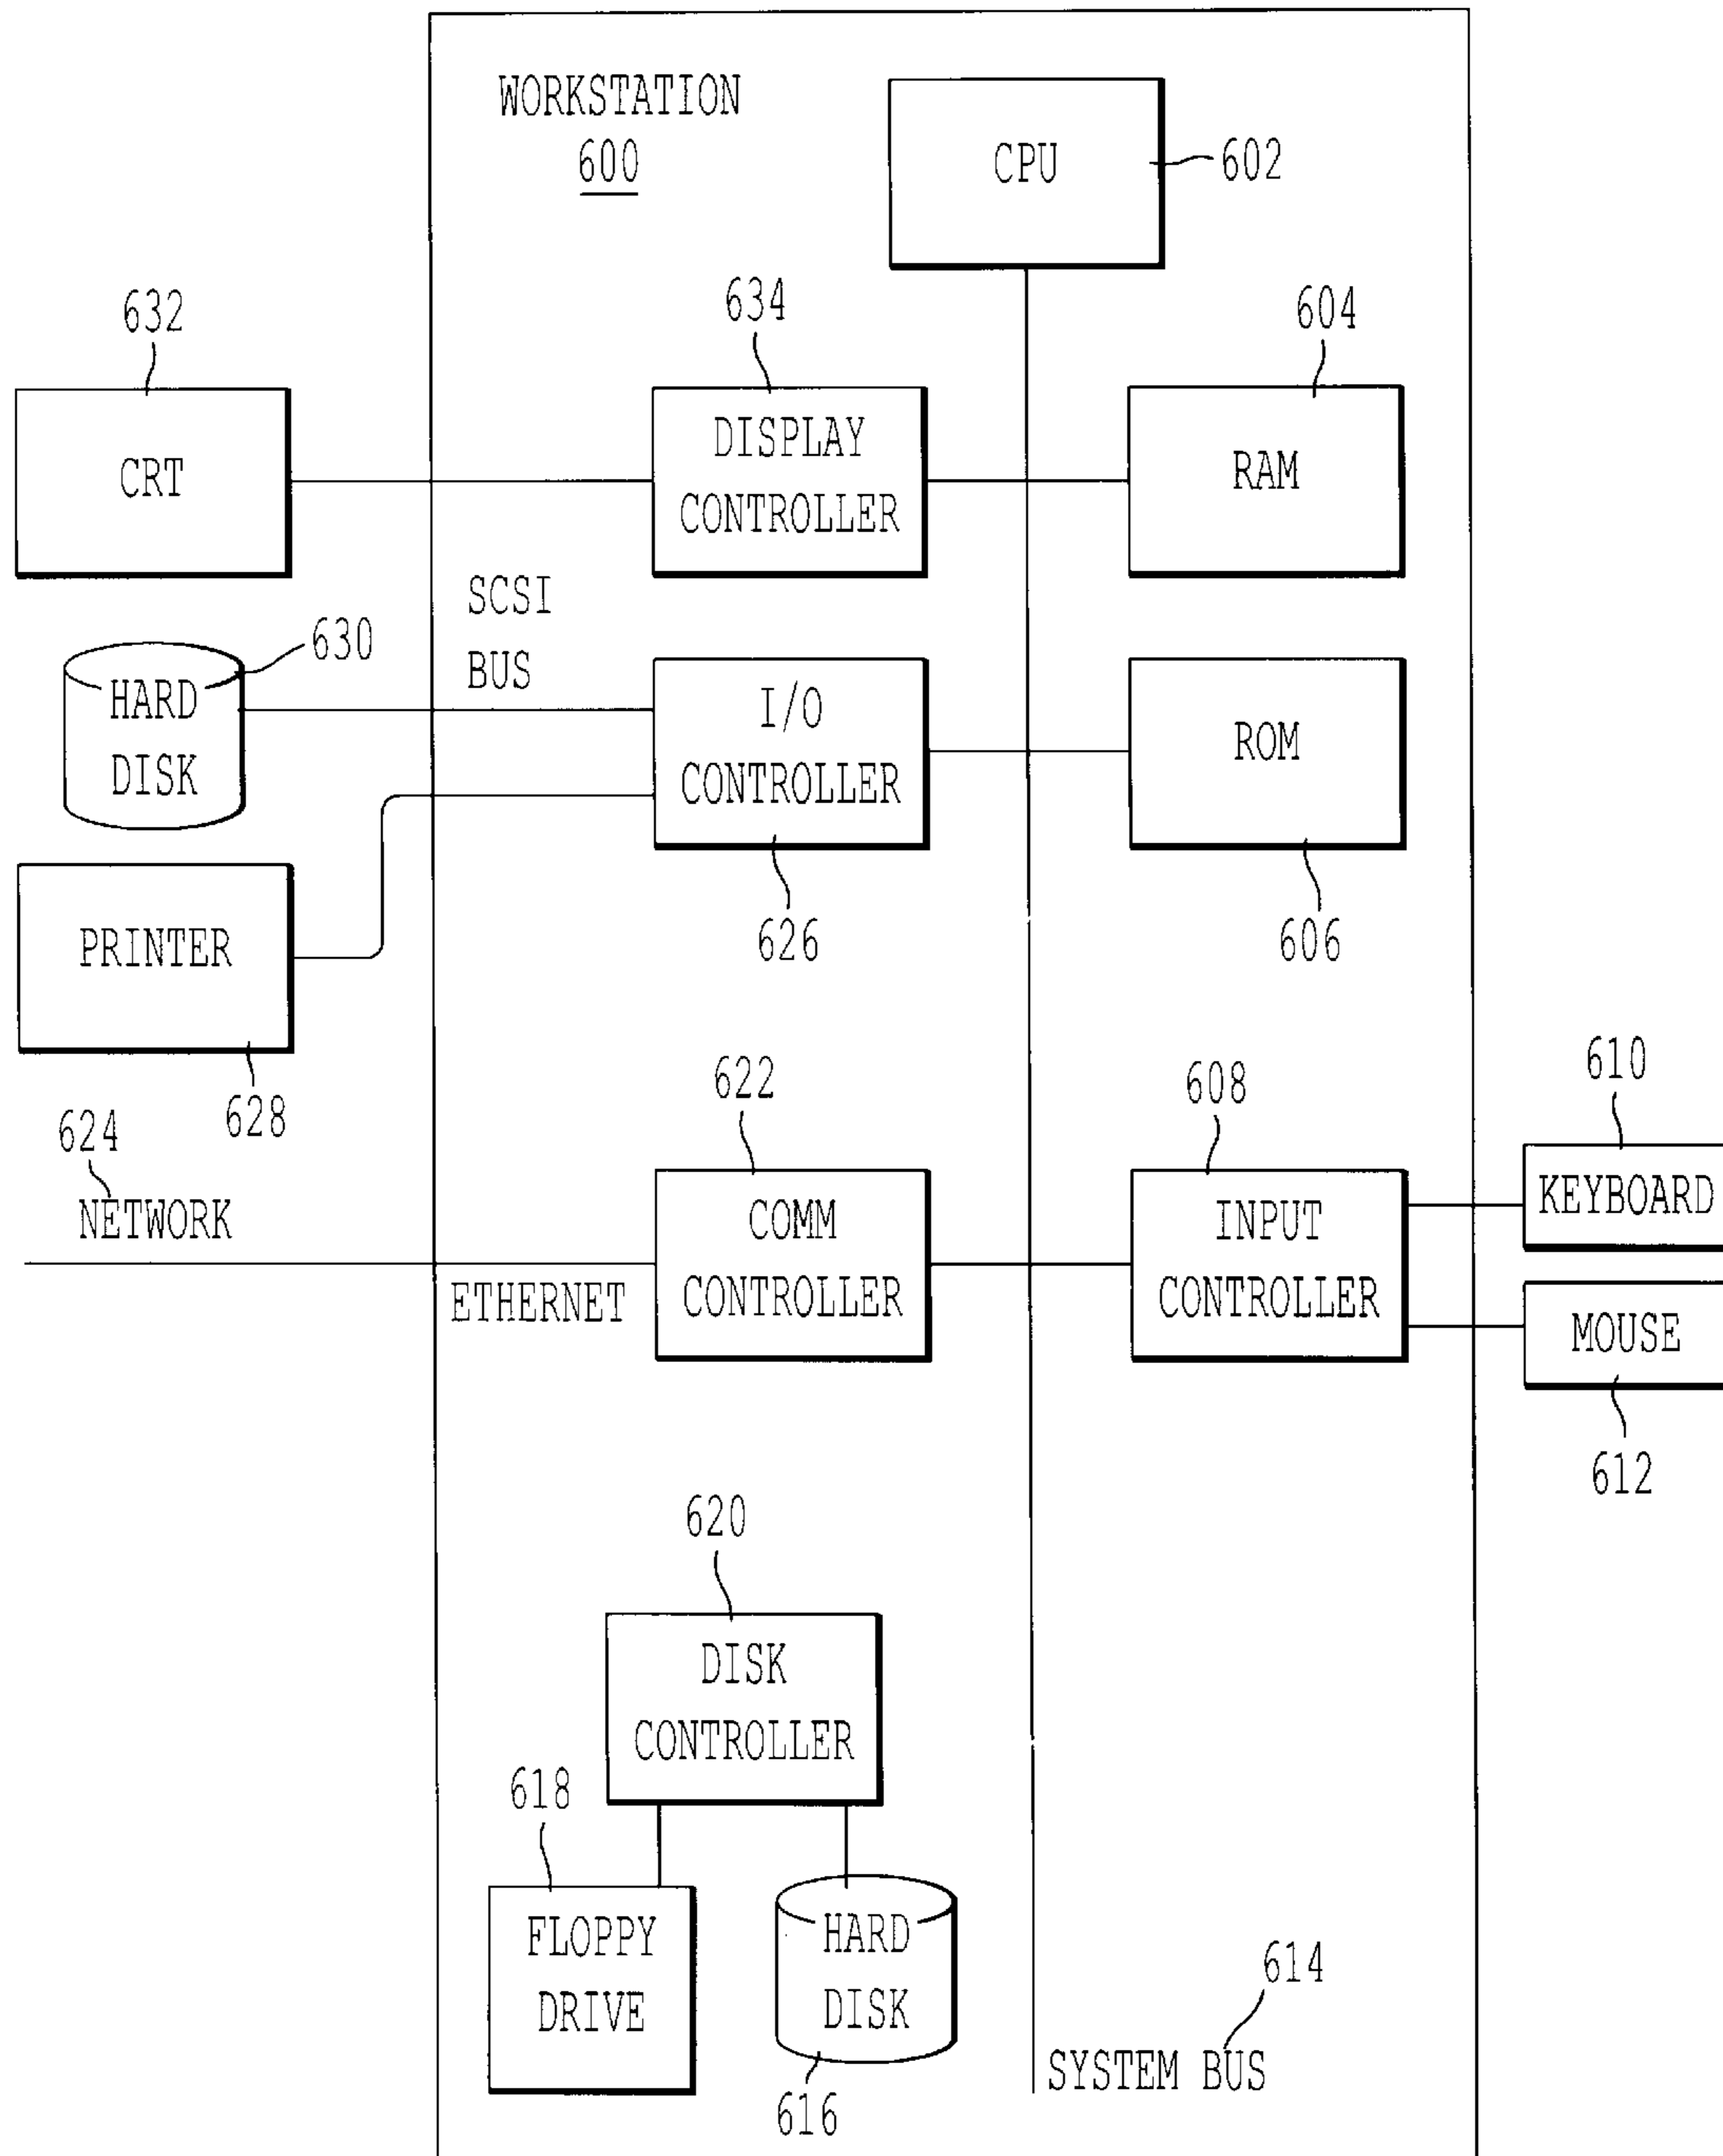 WORKSTATION
600
CPU
602
632
634
604
CRT
DISPLAY
CONTROLLER
RAM
SCSI
BUS
630
HARD
DISK
I/O
CONTROLLER
ROM
626
606
PRINTER
628
624
NETWORK
622
608
610
COMM
CONTROLLER
INPUT
CONTROLLER
KEYBOARD
ETHERNET
MOUSE
612
620
DISK
CONTROLLER
618
FLOPPY
DRIVE
HARD
DISK
616
614
SYSTEM BUS